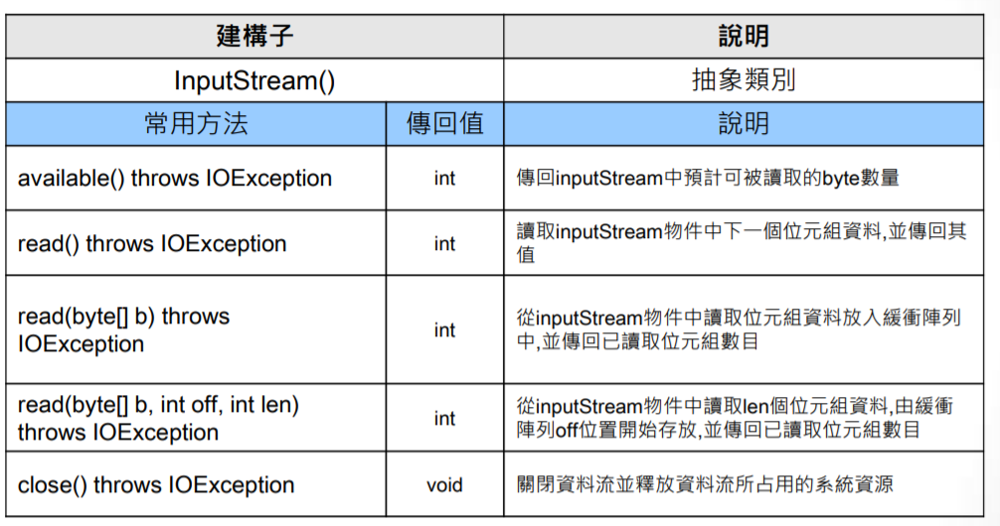 建構子 說明
InputStream() 抽象類別
常用方法 傳回值 說明
available() throws IOException int 傳回inputStream中預計可被讀取的byte數量
read() throws IOException int 讀取inputStream物件中下一個位元組資料,並傳回其
值
read(byte[] b) throws
IOException
int
從inputStream物件中讀取位元組資料放入緩衝陣列
中,並傳回已讀取位元組數目
read(byte[] b, int off, int len)
throws IOException
int
從inputStream物件中讀取len個位元組資料,由緩衝
陣列off位置開始存放,並傳回已讀取位元組數目
close() throws IOException void 關閉資料流並釋放資料流所占用的系統資源